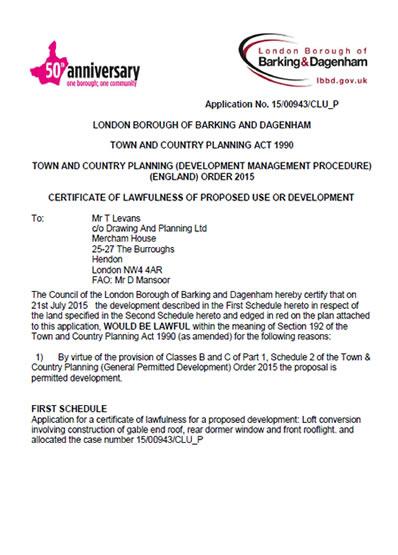 50th anniversary
one borough; one community
London Borough of
Barking&Dagenham
lbbd.gov.uk
Application No. 15/00943/CLU_P
LONDON BOROUGH OF BARKING AND DAGENHAM
TOWN AND COUNTRY PLANNING ACT 1990
TOWN AND COUNTRY PLANNING (DEVELOPMENT MANAGEMENT PROCEDURE)
(ENGLAND) ORDER 2015
CERTIFICATE OF LAWFULNESS OF PROPOSED USE OR DEVELOPMENT
To: Mr T Levans
c/o Drawing And Planning Ltd
Mercham House
25-27 The Burroughs
Hendon
London NW4 4AR
FAO: Mr D Mansoor
The Council of the London Borough of Barking and Dagenham hereby certify that on
21st July 2015 the development described in the First Schedule hereto in respect of
the land specified in the Second Schedule hereto and edged in red on the plan attached
to this application, WOULD BE LAWFUL within the meaning of Section 192 of the
Town and Country Planning Act 1990 (as amended) for the following reasons:
1) By virtue of the provision of Classes B and C of Part 1, Schedule 2 of the Town &
Country Planning (General Permitted Development) Order 2015 the proposal is
permitted development.
FIRST SCHEDULE
Application for a certificate of lawfulness for a proposed development: Loft conversion
involving construction of gable end roof, rear dormer window and front rooflight. and
allocated the case number 15/00943/CLU_P